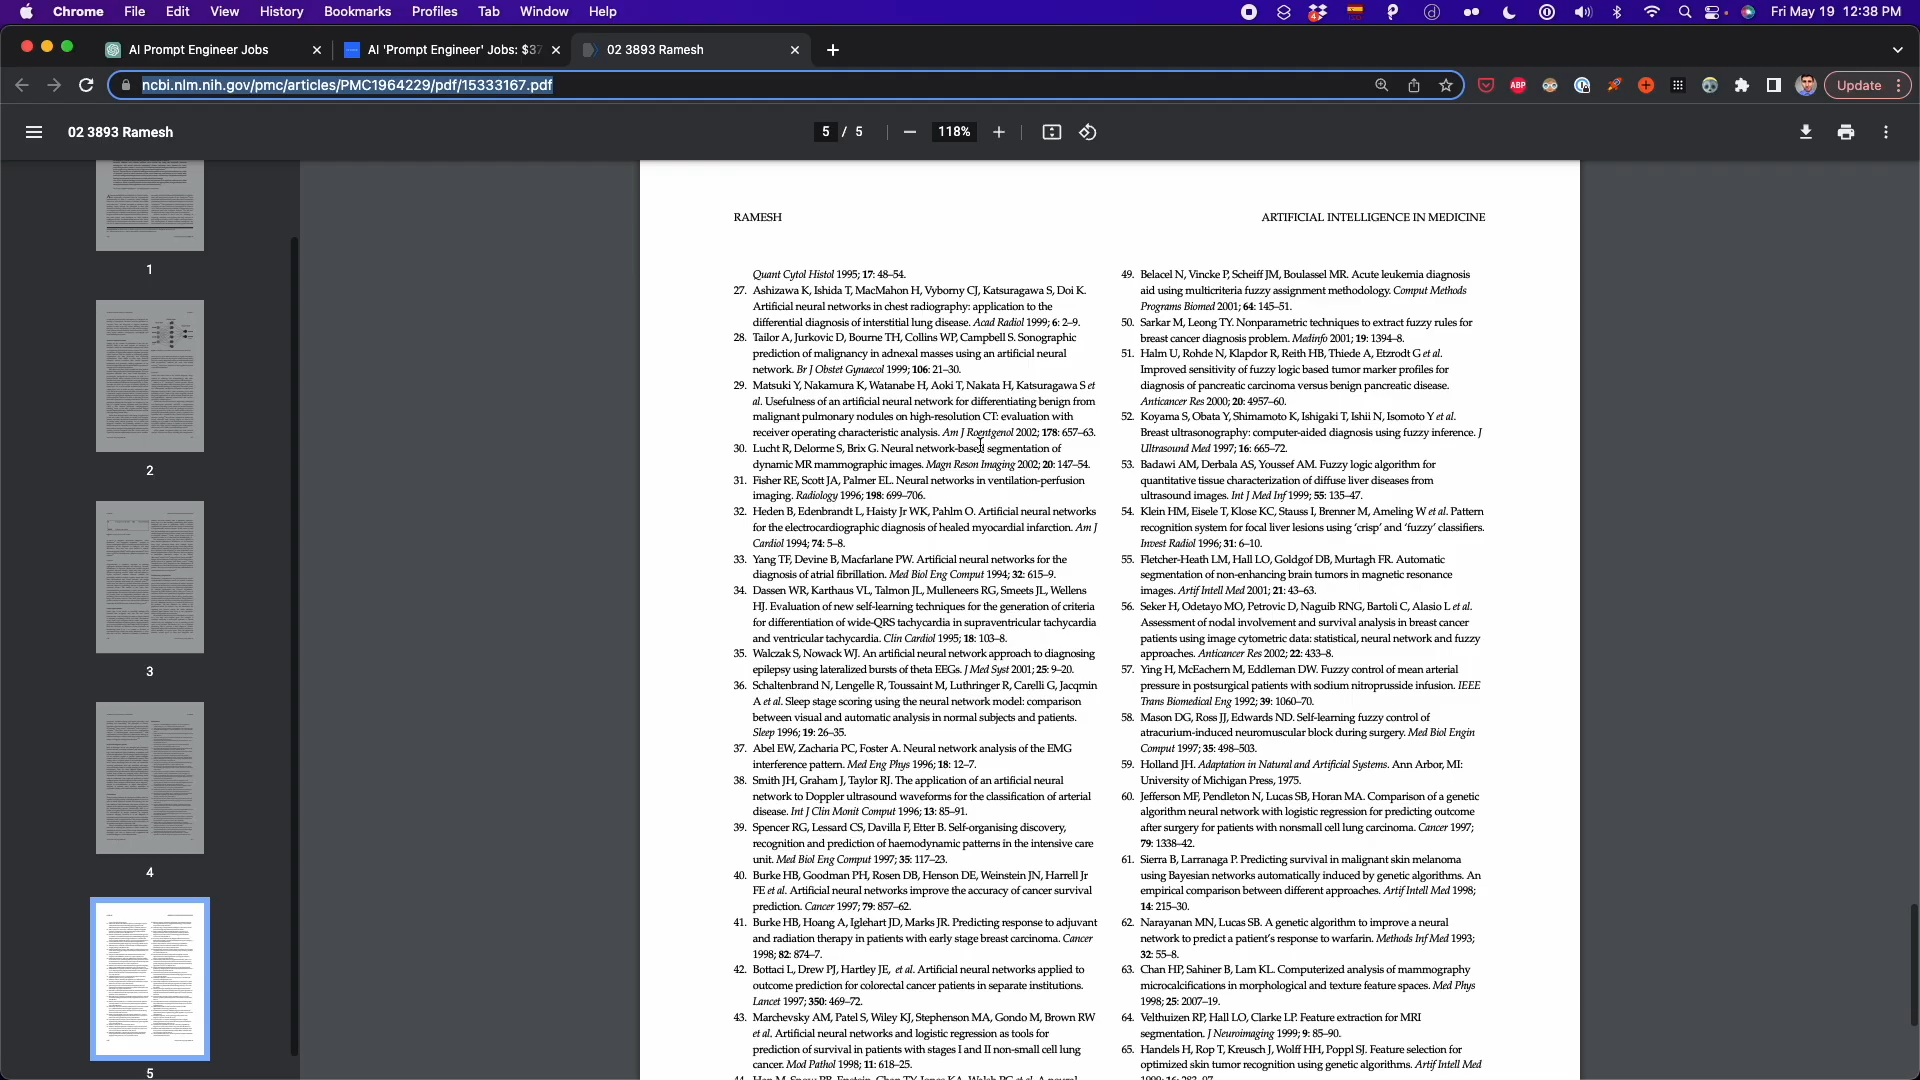 Chrome File Edit View History Bookmarks Profiles Tab Window Help
Fri May 19 12:38 PM
AI Prompt Engineer Jobs
AI 'Prompt Engineer' Jobs: $37
02 3893 Ramesh
ncbi.nlm.nih.gov/pmc/articles/PMC1964229/pdf/15333167.pdf
ABP
Update
02 3893 Ramesh
5 / 5
118%
1
2
3
4
5
RAMESH
ARTIFICIAL INTELLIGENCE IN MEDICINE
Quant Cytol Histol 1995; 17: 48–54.
27. Ashizawa K, Ishida T, MacMahon H, Vyborny CJ, Katsuragawa S, Doi K.
Artificial neural networks in chest radiography: application to the
differential diagnosis of interstitial lung disease. Acad Radiol 1999; 6: 2–9.
28. Tailor A, Jurkovic D, Bourne TH, Collins WP, Campbell S. Sonographic
prediction of malignancy in adnexal masses using an artificial neural
network. Br J Obstet Gynaecol 1999; 106: 21–30.
29. Matsuki Y, Nakamura K, Watanabe H, Aoki T, Nakata H, Katsuragawa S et
al. Usefulness of an artificial neural network for differentiating benign from
malignant pulmonary nodules on high-resolution CT: evaluation with
receiver operating characteristic analysis. Am J Roentgenol 2002; 178: 657–63.
30. Lucht R, Delorme S, Brix G. Neural network-based segmentation of
dynamic MR mammographic images. Magn Reson Imaging 2002; 20: 147–54.
31. Fisher RE, Scott JA, Palmer EL. Neural networks in ventilation-perfusion
imaging. Radiology 1996; 198: 699–706.
32. Heden B, Edenbrandt L, Haisty Jr WK, Pahlm O. Artificial neural networks
for the electrocardiographic diagnosis of healed myocardial infarction. Am J
Cardiol 1994; 74: 5–8.
33. Yang TF, Devine B, Macfarlane PW. Artificial neural networks for the
diagnosis of atrial fibrillation. Med Biol Eng Comput 1994; 32: 615–9.
34. Dassen WR, Karthaus VL, Talmon JL, Mulleneers RG, Smeets JL, Wellens
HJ. Evaluation of new self-learning techniques for the generation of criteria
for differentiation of wide-QRS tachycardia in supraventricular tachycardia
and ventricular tachycardia. Clin Cardiol 1995; 18: 103–8.
35. Walczak S, Nowack WJ. An artificial neural network approach to diagnosing
epilepsy using lateralized bursts of theta EEGs. J Med Syst 2001; 25: 9–20.
36. Schaltenbrand N, Lengelle R, Toussaint M, Luthringer R, Carelli G, Jacqmin
A et al. Sleep stage scoring using the neural network model: comparison
between visual and automatic analysis in normal subjects and patients.
Sleep 1996; 19: 26–35.
37. Abel EW, Zacharia PC, Foster A. Neural network analysis of the EMG
interference pattern. Med Eng Phys 1996; 18: 12–7.
38. Smith JH, Graham J, Taylor RJ. The application of an artificial neural
network to Doppler ultrasound waveforms for the classification of arterial
disease. Int J Clin Monit Comput 1996; 13: 85–91.
39. Spencer RG, Lessard CS, Davilla F, Etter B. Self-organising discovery,
recognition and prediction of haemodynamic patterns in the intensive care
unit. Med Biol Eng Comput 1997; 35: 117–23.
40. Burke HB, Goodman PH, Rosen DB, Henson DE, Weinstein JN, Harrell Jr
FE et al. Artificial neural networks improve the accuracy of cancer survival
prediction. Cancer 1997; 79: 857–62.
41. Burke HB, Hoang A, Iglehart JD, Marks JR. Predicting response to adjuvant
and radiation therapy in patients with early stage breast carcinoma. Cancer
1998; 82: 874–7.
42. Bottaci L, Drew PJ, Hartley JE, et al. Artificial neural networks applied to
outcome prediction for colorectal cancer patients in separate institutions.
Lancet 1997; 350: 469–72.
43. Marchevsky AM, Patel S, Wiley KJ, Stephenson MA, Gondo M, Brown RW
et al. Artificial neural networks and logistic regression as tools for
prediction of survival in patients with stages I and II non-small cell lung
cancer. Mod Pathol 1998; 11: 618–25.
49. Belacel N, Vincke P, Scheiff JM, Boulassel MR. Acute leukemia diagnosis
aid using multicriteria fuzzy assignment methodology. Comput Methods
Programs Biomed 2001; 64: 145–51.
50. Sarkar M, Leong TY. Nonparametric techniques to extract fuzzy rules for
breast cancer diagnosis problem. Medinfo 2001; 19: 1394–8.
51. Halm U, Rohde N, Klapdor R, Reith HB, Thiede A, Etzrodt G et al.
Improved sensitivity of fuzzy logic based tumor marker profiles for
diagnosis of pancreatic carcinoma versus benign pancreatic disease.
Anticancer Res 2000; 20: 4957–60.
52. Koyama S, Obata Y, Shimamoto K, Ishigaki T, Ishii N, Isomoto Y et al.
Breast ultrasonography: computer-aided diagnosis using fuzzy inference. J
Ultrasound Med 1997; 16: 665–72.
53. Badawi AM, Derbala AS, Youssef AM. Fuzzy logic algorithm for
quantitative tissue characterization of diffuse liver diseases from
ultrasound images. Int J Med Inf 1999; 55: 135–47.
54. Klein HM, Eisele T, Klose KC, Stauss I, Brenner M, Ameling W et al. Pattern
recognition system for focal liver lesions using ‘crisp’ and ‘fuzzy’ classifiers.
Invest Radiol 1996; 31: 6–10.
55. Fletcher-Heath LM, Hall LO, Goldgof DB, Murtagh FR. Automatic
segmentation of non-enhancing brain tumors in magnetic resonance
images. Artif Intell Med 2001; 21: 43–63.
56. Seker H, Odetayo MO, Petrovic D, Naguib RNG, Bartoli C, Alasio L et al.
Assessment of nodal involvement and survival analysis in breast cancer
patients using image cytometric data: statistical, neural network and fuzzy
approaches. Anticancer Res 2002; 22: 433–8.
57. Ying H, McEachern M, Eddleman DW. Fuzzy control of mean arterial
pressure in postsurgical patients with sodium nitroprusside infusion. IEEE
Trans Biomedical Eng 1992; 39: 1060–70.
58. Mason DG, Ross JJ, Edwards ND. Self-learning fuzzy control of
atracurium-induced neuromuscular block during surgery. Med Biol Engin
Comput 1997; 35: 498–503.
59. Holland JH. Adaptation in Natural and Artificial Systems. Ann Arbor, MI:
University of Michigan Press, 1975.
60. Jefferson MF, Pendleton N, Lucas SB, Horan MA. Comparison of a genetic
algorithm neural network with logistic regression for predicting outcome
after surgery for patients with nonsmall cell lung carcinoma. Cancer 1997;
79: 1338–42.
61. Sierra B, Larranaga P. Predicting survival in malignant skin melanoma
using Bayesian networks automatically induced by genetic algorithms. An
empirical comparison between different approaches. Artif Intell Med 1998;
14: 215–30.
62. Narayanan MN, Lucas SB. A genetic algorithm to improve a neural
network to predict a patient’s response to warfarin. Methods Inf Med 1993;
32: 55–8.
63. Chan HP, Sahiner B, Lam KL. Computerized analysis of mammography
microcalcifications in morphological and texture feature spaces. Med Phys
1998; 25: 2007–19.
64. Velthuizen RP, Hall LO, Clarke LP. Feature extraction for MRI
segmentation. J Neuroimaging 1999; 9: 85–90.
65. Handels H, Rop T, Kreusch J, Wolff HH, Poppl SJ. Feature selection for
optimized skin tumor recognition using genetic algorithms. Artif Intell Med